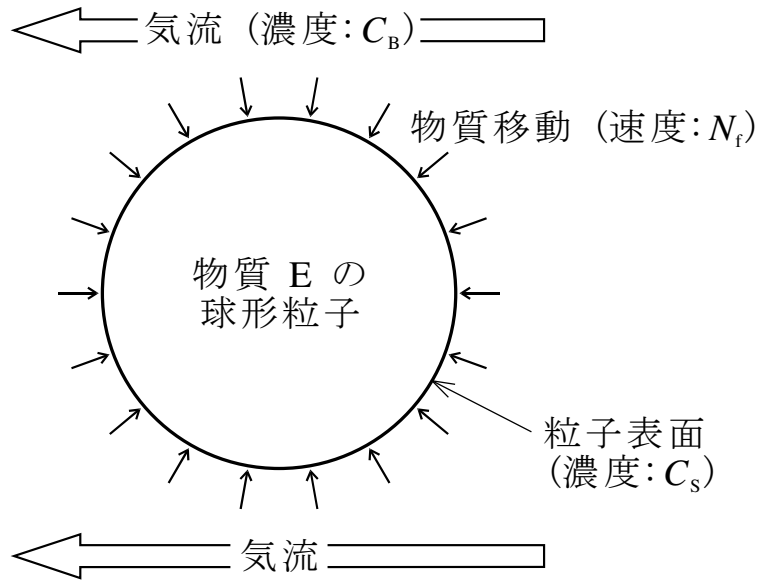 気流（濃度：C_B）
物質移動（速度：N_f）
物質 E の
球形粒子
粒子表面
（濃度：C_S）
気流